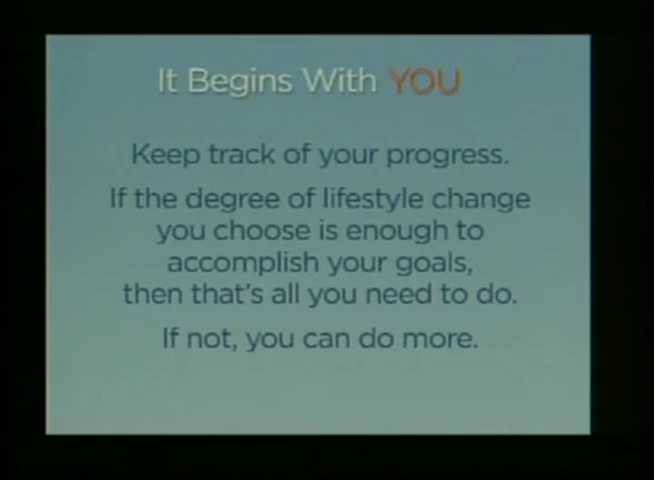 It Begins With YOU
Keep track of your progress.
If the degree of lifestyle change
you choose is enough to
accomplish your goals,
then that's all you need to do.
If not, you can do more.